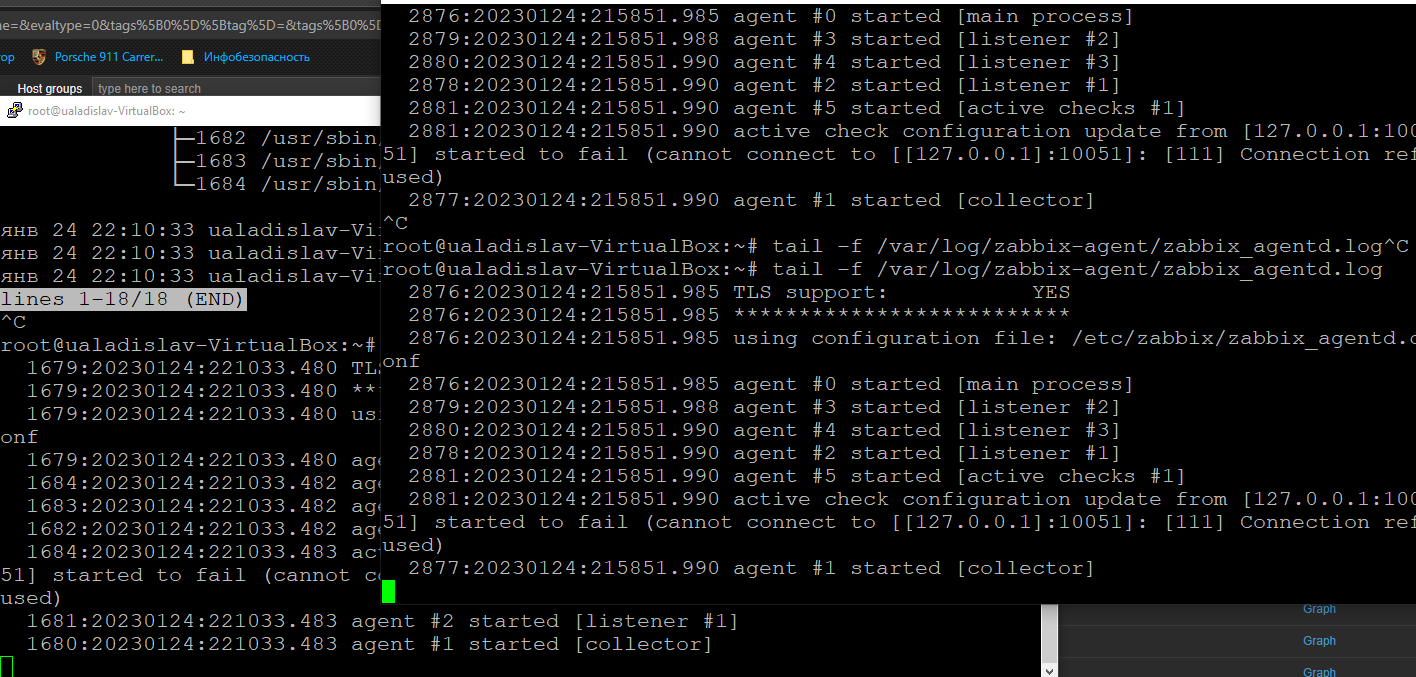 ne=&evaltype=0&tags%5B0%5D%5Btag%5D=&tags%5B0%5D
Porsche 911 Carrer...
Инфобезопасность
Host groups
type here to search
root@ualadislav-VirtualBox: ~
├─1682 /usr/sbin/
├─1683 /usr/sbin/
└─1684 /usr/sbin/
янв 24 22:10:33 ualadislav-Vi
янв 24 22:10:33 ualadislav-Vi
янв 24 22:10:33 ualadislav-Vi
lines 1-18/18 (END)
^C
root@ualadislav-VirtualBox:~#
1679:20230124:221033.480 TLS
1679:20230124:221033.480 **
1679:20230124:221033.480 us
onf
1679:20230124:221033.480 age
1684:20230124:221033.482 age
1683:20230124:221033.482 age
1682:20230124:221033.482 age
1684:20230124:221033.483 ac
51] started to fail (cannot c
used)
1681:20230124:221033.483 agent #2 started [listener #1]
1680:20230124:221033.483 agent #1 started [collector]
2876:20230124:215851.985 agent #0 started [main process]
2879:20230124:215851.988 agent #3 started [listener #2]
2880:20230124:215851.990 agent #4 started [listener #3]
2878:20230124:215851.990 agent #2 started [listener #1]
2881:20230124:215851.990 agent #5 started [active checks #1]
2881:20230124:215851.990 active check configuration update from [127.0.0.1:100
51] started to fail (cannot connect to [[127.0.0.1]:10051]: [111] Connection ref
used)
2877:20230124:215851.990 agent #1 started [collector]
^C
root@ualadislav-VirtualBox:~# tail -f /var/log/zabbix-agent/zabbix_agentd.log^C
root@ualadislav-VirtualBox:~# tail -f /var/log/zabbix-agent/zabbix_agentd.log
2876:20230124:215851.985 TLS support: YES
2876:20230124:215851.985 **************************
2876:20230124:215851.985 using configuration file: /etc/zabbix/zabbix_agentd.c
onf
2876:20230124:215851.985 agent #0 started [main process]
2879:20230124:215851.988 agent #3 started [listener #2]
2880:20230124:215851.990 agent #4 started [listener #3]
2878:20230124:215851.990 agent #2 started [listener #1]
2881:20230124:215851.990 agent #5 started [active checks #1]
2881:20230124:215851.990 active check configuration update from [127.0.0.1:100
51] started to fail (cannot connect to [[127.0.0.1]:10051]: [111] Connection ref
used)
2877:20230124:215851.990 agent #1 started [collector]
Graph
Graph
Graph